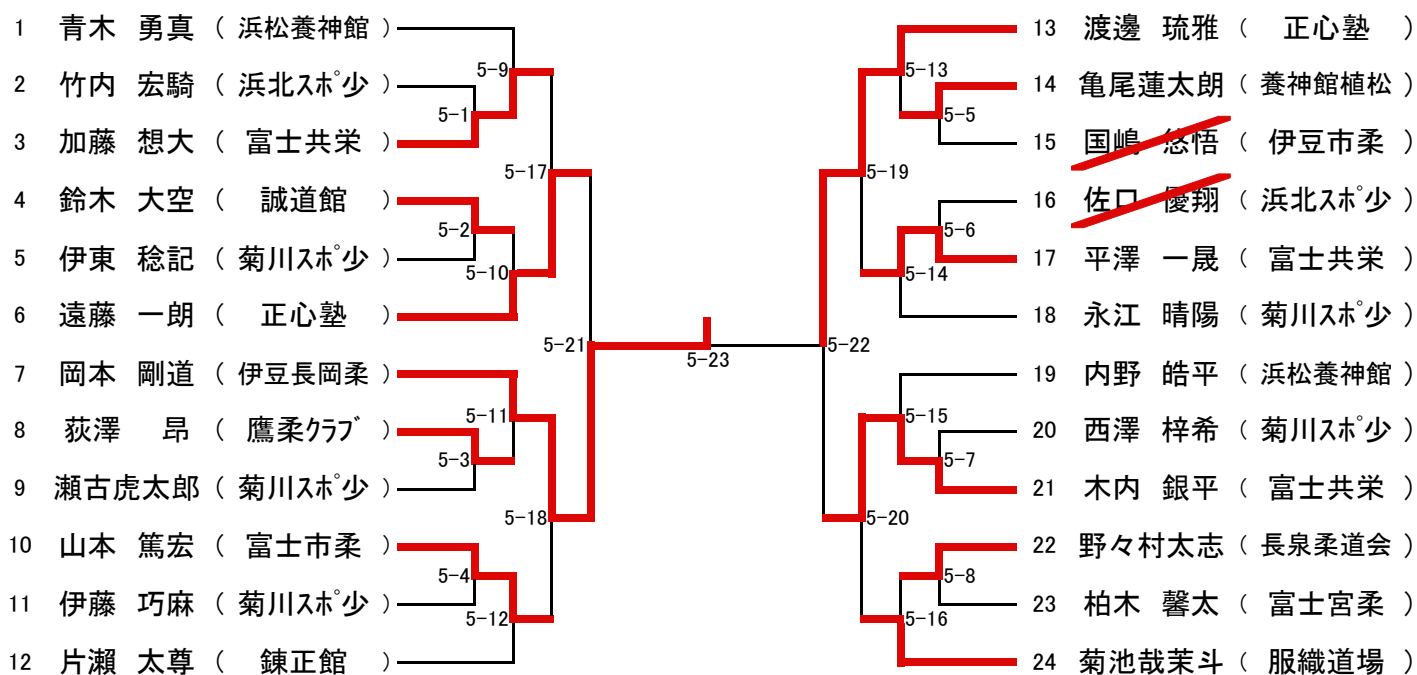 1 青木 勇真 ( 浜松養神館 )
2 竹内 宏騎 ( 浜北スポ少 )
3 加藤 想大 ( 富士共栄 )
4 鈴木 大空 ( 誠道館 )
5 伊東 稔記 ( 菊川スポ少 )
6 遠藤 一朗 ( 正心塾 )
7 岡本 剛道 ( 伊豆長岡柔 )
8 荻澤 昂 ( 鷹柔クラブ )
9 瀬古虎太郎 ( 菊川スポ少 )
10 山本 篤宏 ( 富士市柔 )
11 伊藤 巧麻 ( 菊川スポ少 )
12 片瀬 太尊 ( 錬正館 )
5-9
5-1
5-17
5-2
5-10
5-21
5-11
5-3
5-18
5-4
5-12
5-23
5-13
5-5
5-19
5-6
5-14
5-22
5-15
5-7
5-20
5-8
5-16
13 渡邊 琉雅 ( 正心塾 )
14 亀尾蓮太朗 ( 養神館植松 )
15 国嶋 悠悟 ( 伊豆市柔 )
16 佐口 優翔 ( 浜北スポ少 )
17 平澤 一晟 ( 富士共栄 )
18 永江 晴陽 ( 菊川スポ少 )
19 内野 皓平 ( 浜松養神館 )
20 西澤 梓希 ( 菊川スポ少 )
21 木内 銀平 ( 富士共栄 )
22 野々村太志 ( 長泉柔道会 )
23 柏木 馨太 ( 富士宮柔 )
24 菊池哉茉斗 ( 服織道場 )